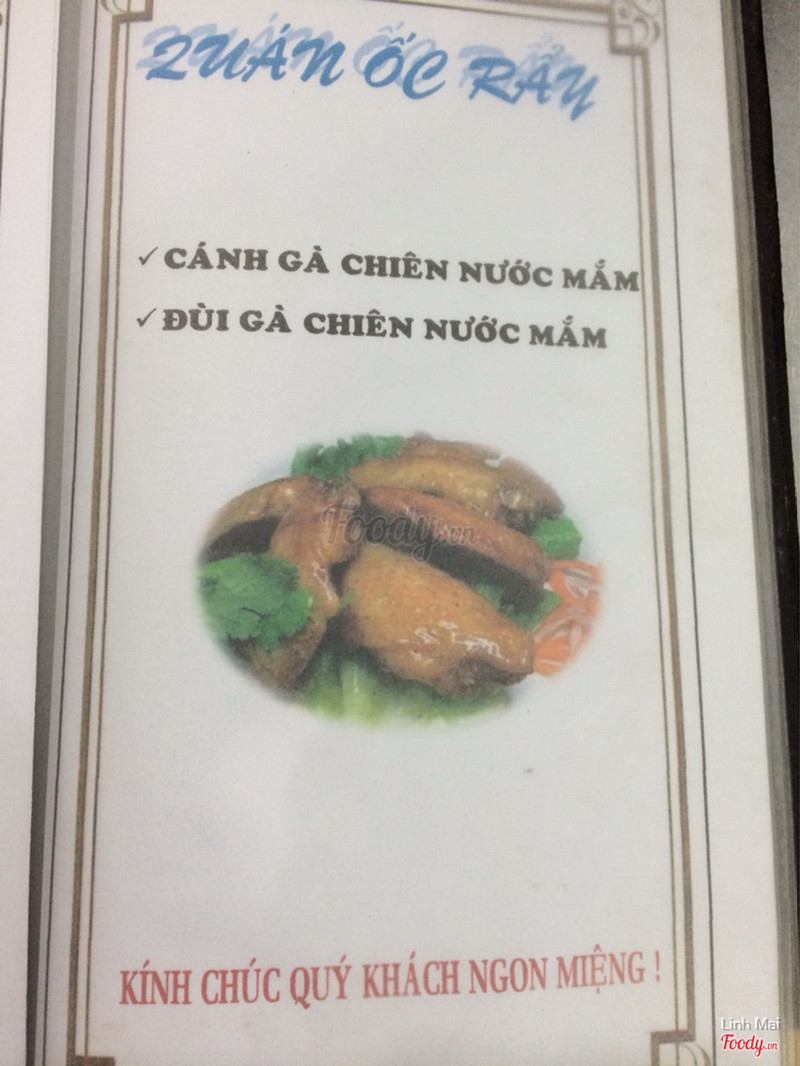 QUÁN ỐC RẨY
✓ CÁNH GÀ CHIÊN NƯỚC MẮM
✓ ĐÙI GÀ CHIÊN NƯỚC MẮM
Foody.vn
KÍNH CHÚC QUÝ KHÁCH NGON MIỆNG !
Linh Mai
Foody.vn